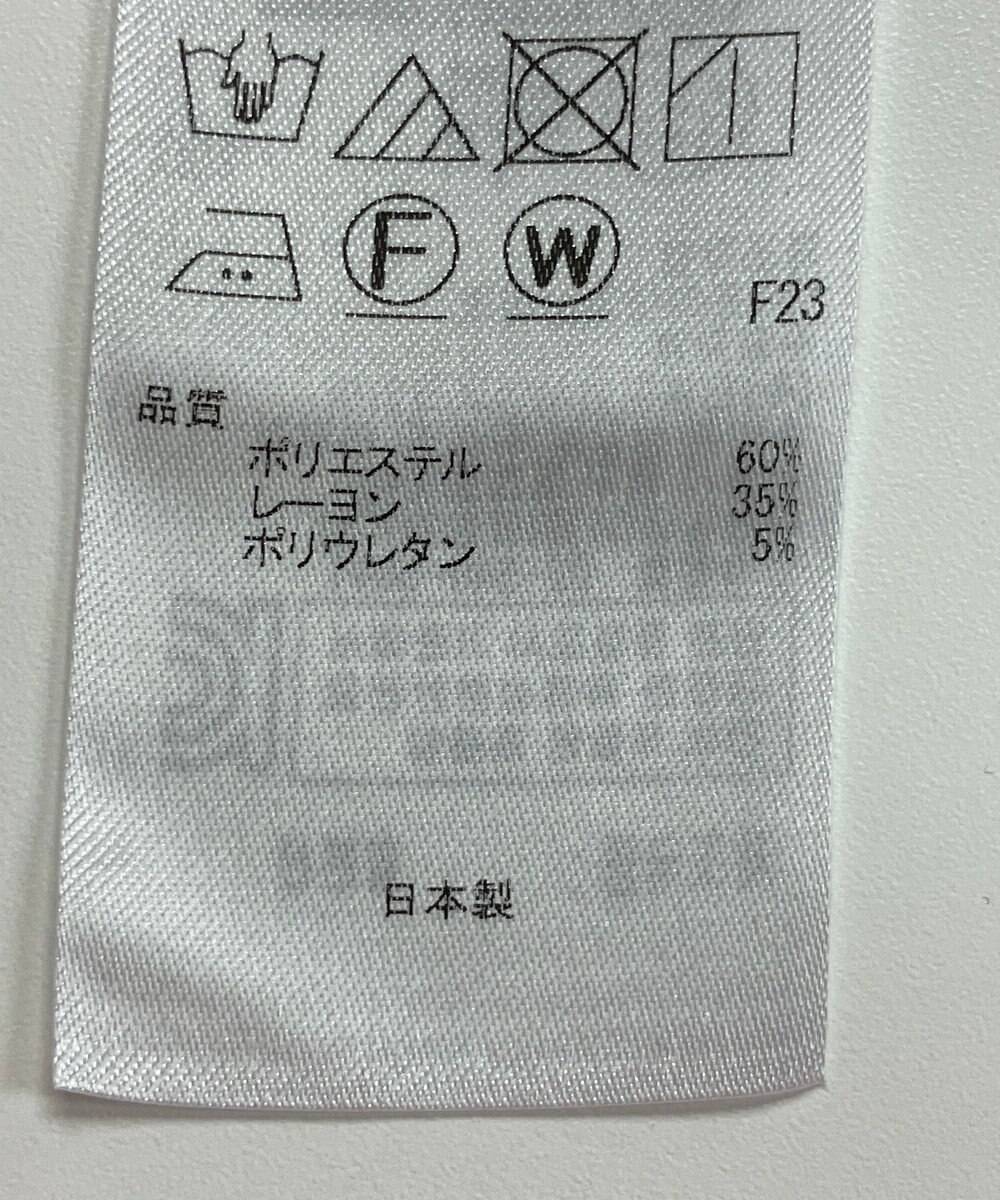 F W
F23
品質
ポリエステル 60%
レーヨン 35%
ポリウレタン 5%
日本製